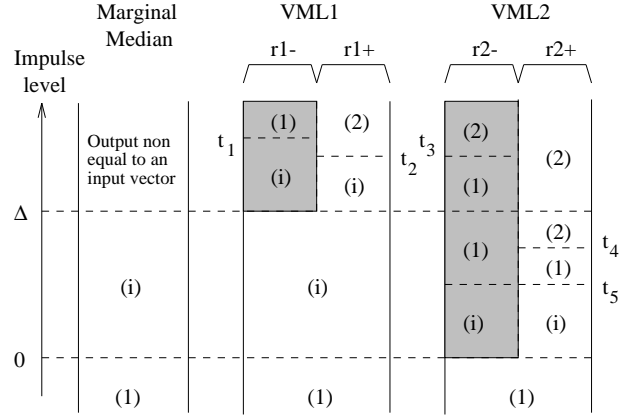 Marginal Median VML1 VML2
r1- r1+ r2- r2+
Impulse level
(1) (2) (2)
Output non equal to an input vector
t1 t3 (2)
t2
(i) (i) (1)
Δ
(2)
(1) t4
(i) (i) (1)
t5
(i) (i)
0
(1) (1) (1)